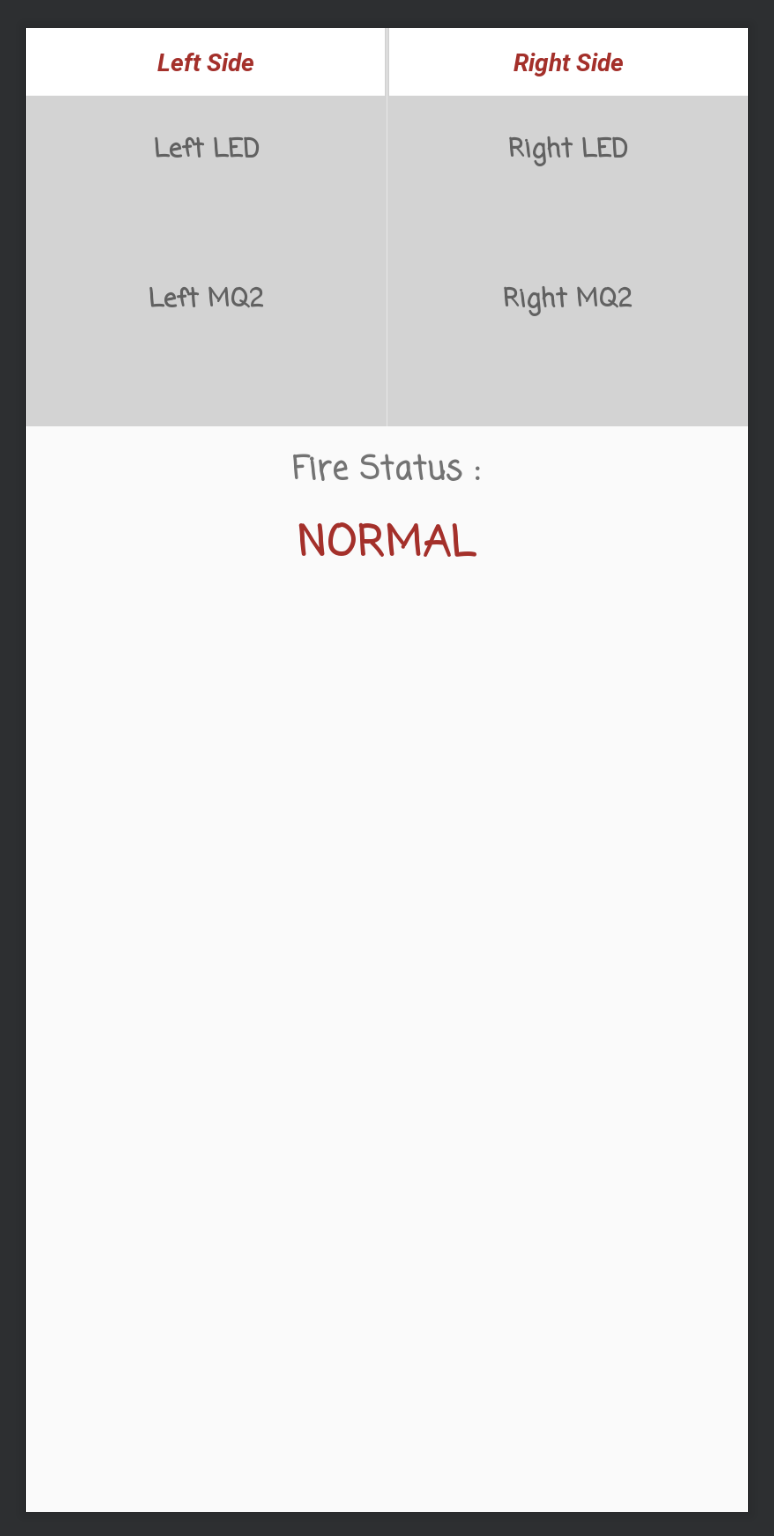 Left Side Right Side
Left LED Right LED
Left MQ2 Right MQ2
Fire Status :
NORMAL